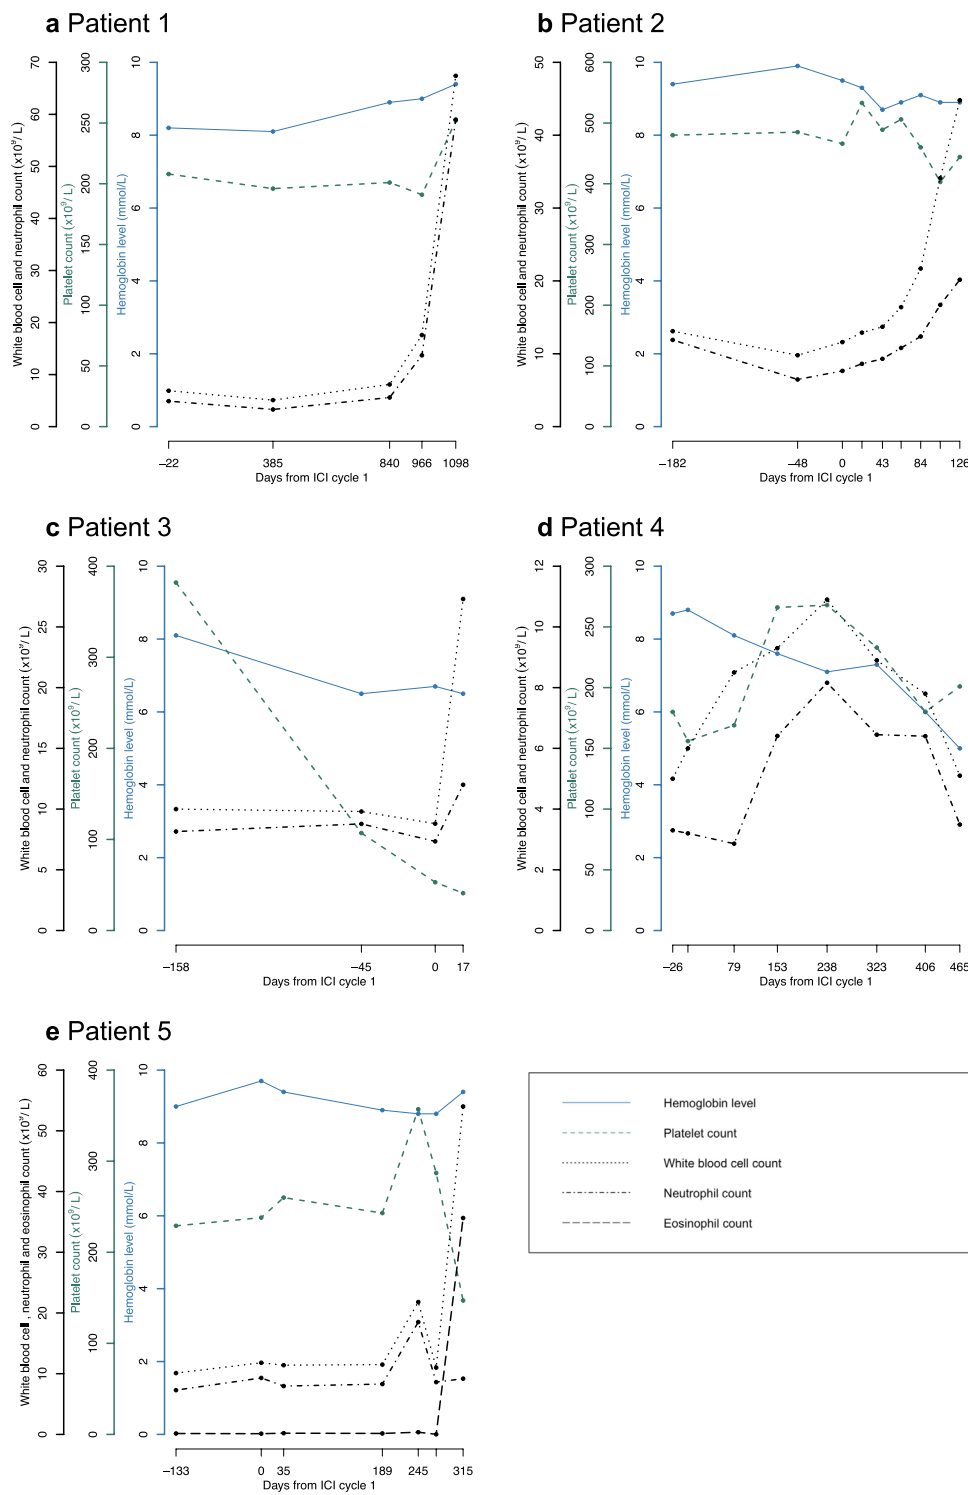 a Patient 1
White blood cell and neutrophil count (x10⁹/ L)
0 10 20 30 40 50 60 70
Platelet count (x10⁹/ L)
0 50 100 150 200 250 300
Hemoglobin level (mmol/L)
0 2 4 6 8 10
−22 385 840 966 1098
Days from ICI cycle 1
b Patient 2
White blood cell and neutrophil count (x10⁹/ L)
0 10 20 30 40 50
Platelet count (x10⁹/ L)
0 100 200 300 400 500 600
Hemoglobin level (mmol/L)
0 2 4 6 8 10
−182 −48 0 43 84 126
Days from ICI cycle 1
c Patient 3
White blood cell and neutrophil count (x10⁹/ L)
0 5 10 15 20 25 30
Platelet count (x10⁹/ L)
0 100 200 300 400
Hemoglobin level (mmol/L)
0 2 4 6 8 10
−158 −45 0 17
Days from ICI cycle 1
d Patient 4
White blood cell and neutrophil count (x10⁹/ L)
0 2 4 6 8 10 12
Platelet count (x10⁹/ L)
0 50 100 150 200 250 300
Hemoglobin level (mmol/L)
0 2 4 6 8 10
−26 79 153 238 323 406 465
Days from ICI cycle 1
e Patient 5
White blood cell , neutrophil and eosinophil count (x10⁹/ L)
0 10 20 30 40 50 60
Platelet count (x10⁹/ L)
0 100 200 300 400
Hemoglobin level (mmol/L)
0 2 4 6 8 10
−133 0 35 189 245 315
Days from ICI cycle 1
Hemoglobin level
Platelet count
White blood cell count
Neutrophil count
Eosinophil count